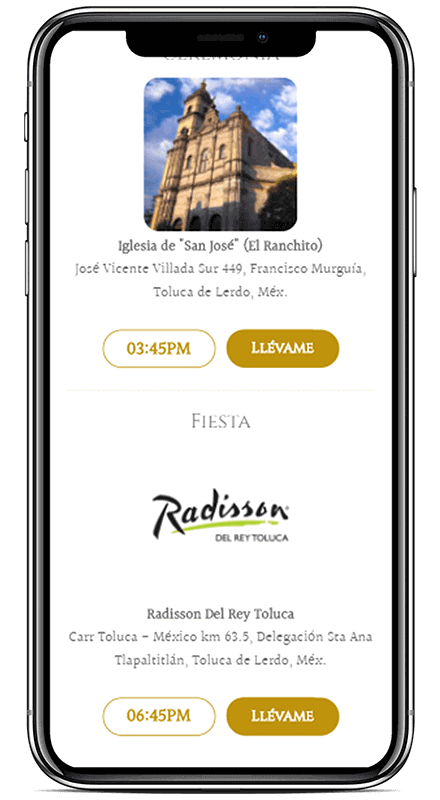 CEREMONIA
Iglesia de "San José" (El Ranchito)
José Vicente Villada Sur 449, Francisco Murguía,
Toluca de Lerdo, Méx.
03:45PM LLÉVAME
FIESTA
Radisson
DEL REY TOLUCA
Radisson Del Rey Toluca
Carr Toluca - México km 63.5, Delegación Sta Ana
Tlapaltitlán, Toluca de Lerdo, Méx.
06:45PM LLÉVAME